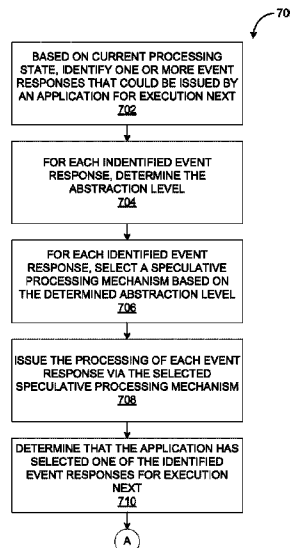 70
BASED ON CURRENT PROCESSING
STATE, IDENTIFY ONE OR MORE EVENT
RESPONSES THAT COULD BE ISSUED BY
AN APPLICATION FOR EXECUTION NEXT
702
FOR EACH INDENTIFIED EVENT
RESPONSE, DETERMINE THE
ABSTRACTION LEVEL
704
FOR EACH IDENTIFIED EVENT
RESPONSE, SELECT A SPECULATIVE
PROCESSING MECHANISM BASED ON
THE DETERMINED ABSTRACTION LEVEL
706
ISSUE THE PROCESSING OF EACH EVENT
RESPONSE VIA THE SELECTED
SPECULATIVE PROCESSING MECHANISM
708
DETERMINE THAT THE APPLICATION HAS
SELECTED ONE OF THE IDENTIFIED
EVENT RESPONSES FOR EXECUTION
NEXT
710
A